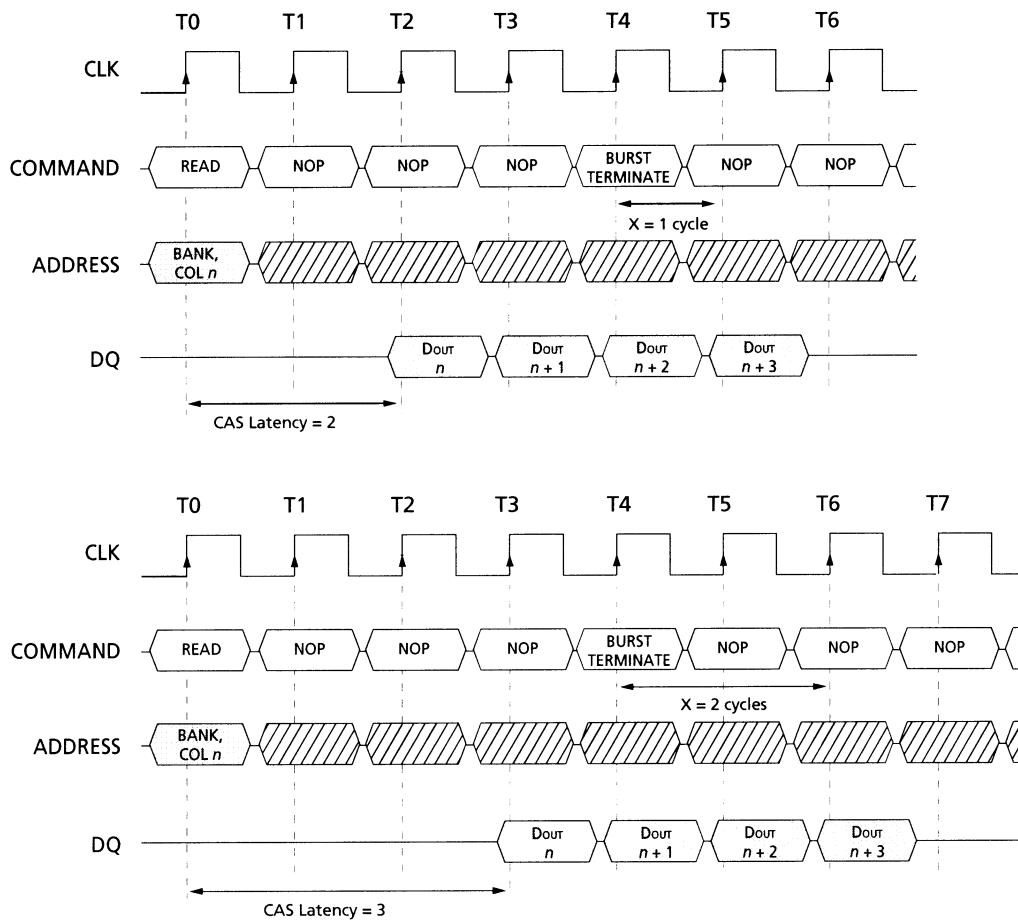 T0 T1 T2 T3 T4 T5 T6
CLK
COMMAND READ NOP NOP NOP BURST TERMINATE NOP NOP
X = 1 cycle
ADDRESS BANK, COL n
DQ DOUT n DOUT n + 1 DOUT n + 2 DOUT n + 3
CAS Latency = 2
T0 T1 T2 T3 T4 T5 T6 T7
CLK
COMMAND READ NOP NOP NOP BURST TERMINATE NOP NOP NOP
X = 2 cycles
ADDRESS BANK, COL n
DQ DOUT n DOUT n + 1 DOUT n + 2 DOUT n + 3
CAS Latency = 3